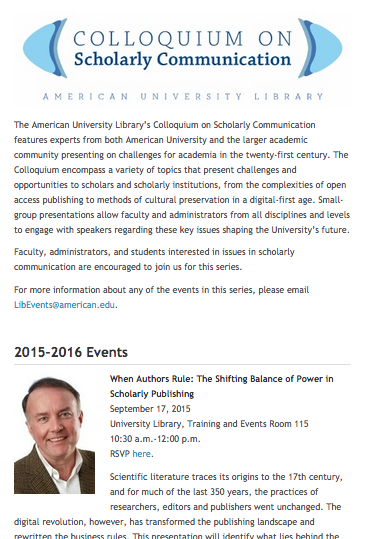 COLLOQUIUM ON
Scholarly Communication
AMERICAN UNIVERSITY LIBRARY
The American University Library's Colloquium on Scholarly Communication
features experts from both American University and the larger academic
community presenting on challenges for academia in the twenty-first century. The
Colloquium encompass a variety of topics that present challenges and
opportunities to scholars and scholarly institutions, from the complexities of open
access publishing to methods of cultural preservation in a digital-first age. Small-
group presentations allow faculty and administrators from all disciplines and levels
to engage with speakers regarding these key issues shaping the University's future.
Faculty, administrators, and students interested in issues in scholarly
communication are encouraged to join us for this series.
For more information about any of the events in this series, please email
LibEvents@american.edu.
2015-2016 Events
When Authors Rule: The Shifting Balance of Power in
Scholarly Publishing
September 17, 2015
University Library, Training and Events Room 115
10:30 a.m.-12:00 p.m.
RSVP here.
Scientific literature traces its origins to the 17th century,
and for much of the last 350 years, the practices of
researchers, editors and publishers went unchanged. The
digital revolution, however, has transformed the publishing landscape and
rewritten the business rules. This presentation will identify what lies behind the